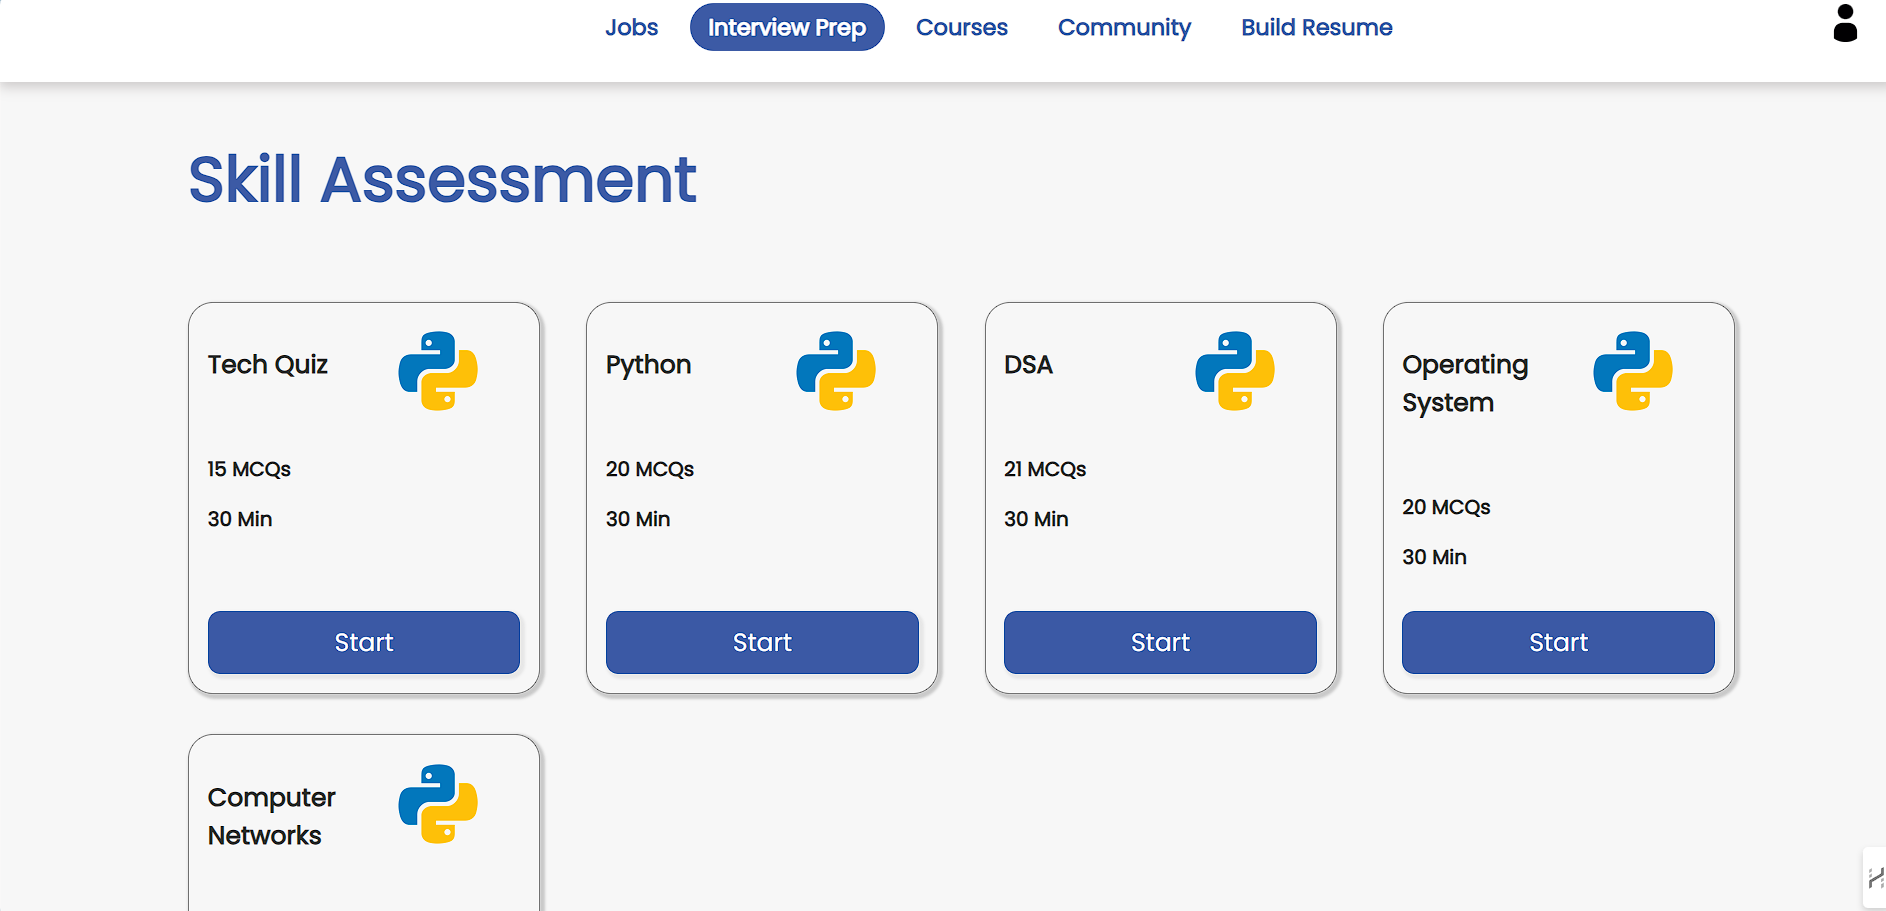 Jobs
Interview Prep
Courses
Community
Build Resume
Skill Assessment
Tech Quiz
15 MCQs
30 Min
Start
Python
20 MCQs
30 Min
Start
DSA
21 MCQs
30 Min
Start
Operating
System
20 MCQs
30 Min
Start
Computer
Networks